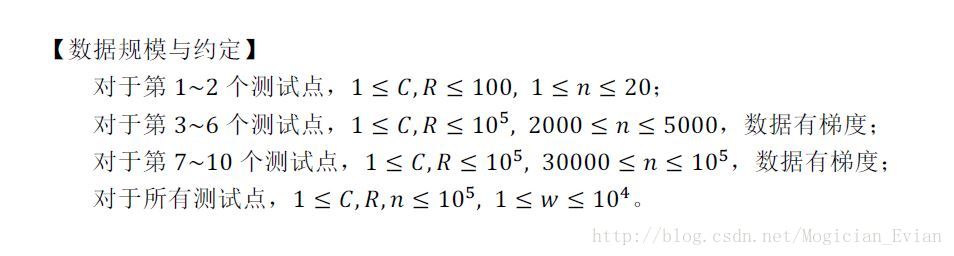 【数据规模与约定】
对于第 1~2 个测试点，1 ≤ C, R ≤ 100, 1 ≤ n ≤ 20；
对于第 3~6 个测试点，1 ≤ C, R ≤ 10⁵, 2000 ≤ n ≤ 5000，数据有梯度；
对于第 7~10 个测试点，1 ≤ C, R ≤ 10⁵, 30000 ≤ n ≤ 10⁵，数据有梯度；
对于所有测试点，1 ≤ C, R, n ≤ 10⁵, 1 ≤ w ≤ 10⁴。
http://blog.csdn.net/Mogician_Evian